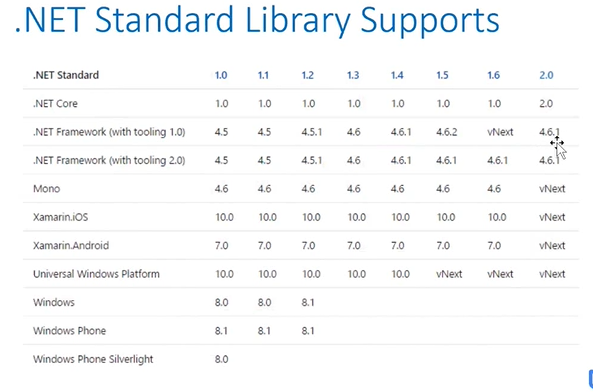 .NET Standard Library Supports
.NET Standard 1.0 1.1 1.2 1.3 1.4 1.5 1.6 2.0
.NET Core 1.0 1.0 1.0 1.0 1.0 1.0 1.0 2.0
.NET Framework (with tooling 1.0) 4.5 4.5 4.5.1 4.6 4.6.1 4.6.2 vNext 4.6.1
.NET Framework (with tooling 2.0) 4.5 4.5 4.5.1 4.6 4.6.1 4.6.1 4.6.1 4.6.1
Mono 4.6 4.6 4.6 4.6 4.6 4.6 4.6 vNext
Xamarin.iOS 10.0 10.0 10.0 10.0 10.0 10.0 10.0 vNext
Xamarin.Android 7.0 7.0 7.0 7.0 7.0 7.0 7.0 vNext
Universal Windows Platform 10.0 10.0 10.0 10.0 10.0 vNext vNext vNext
Windows 8.0 8.0 8.1
Windows Phone 8.1 8.1 8.1
Windows Phone Silverlight 8.0